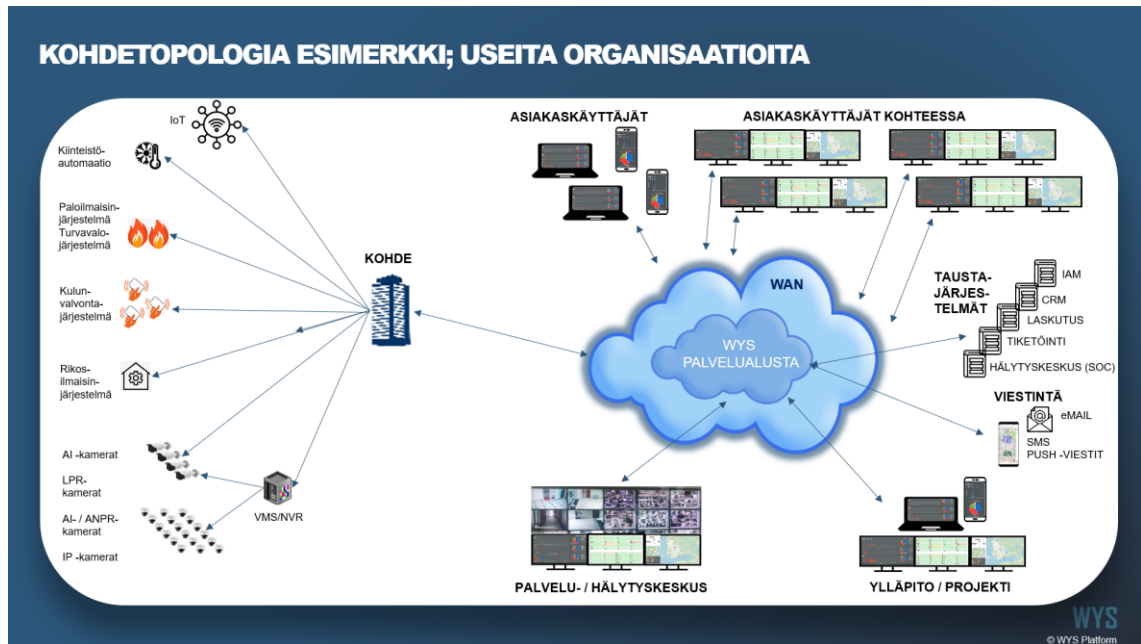 KOHDETOPOLOGIA ESIMERKKI; USEITA ORGANISAATIOITA
IoT
Kiinteistö-
automaatio
Paloilmaisin-
järjestelmä
Turvavalo-
järjestelmä
Kulun-
valvonta-
järjestelmä
Rikos-
ilmaisin-
järjestelmä
AI -kamerat
LPR-
kamerat
AI- / ANPR-
kamerat
IP -kamerat
VMS/NVR
KOHDE
ASIAKASKÄYTTÄJÄT
ASIAKASKÄYTTÄJÄT KOHTEESSA
WAN
WYS
PALVELUALUSTA
TAUSTA-
JÄRJES-
TELMÄT
IAM
CRM
LASKUTUS
TIKETÖINTI
HÄLYTYSKESKUS (SOC)
VIESTINTÄ
eMAIL
SMS
PUSH -VIESTIT
PALVELU- / HÄLYTYSKESKUS
YLLÄPITO / PROJEKTI
WYS
© WYS Platform